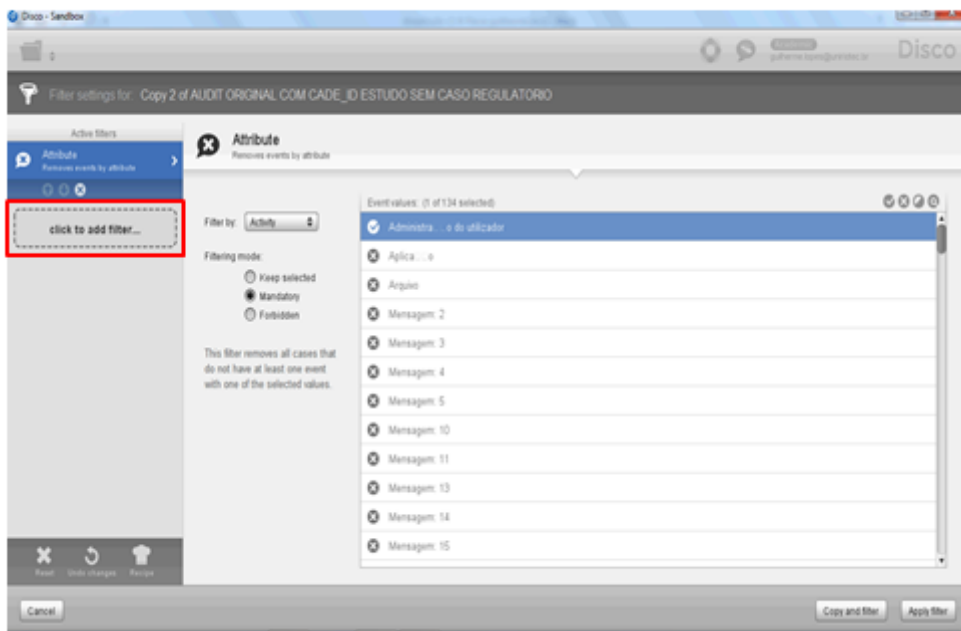 Disco - Sandbox
Disco
Filter settings for: Copy 2 of AUDIT ORIGINAL COM CADE_ID ESTUDO SEM CASO REGULATORIO
Active filters
Attribute
Removes events by attribute
click to add filter...
Reset
Undo changes
Recipe
Attribute
Removes events by attribute
Filter by: Activity
Filtering mode:
Keep selected
Mandatory
Forbidden
This filter removes all cases that
do not have at least one event
with one of the selected values.
Event values: (1 of 134 selected)
Administra . . .o do utilizador
Aplica . . .o
Arquivo
Mensagem: 2
Mensagem: 3
Mensagem: 4
Mensagem: 5
Mensagem: 10
Mensagem: 11
Mensagem: 13
Mensagem: 14
Mensagem: 15
Cancel
Copy and filter
Apply filter